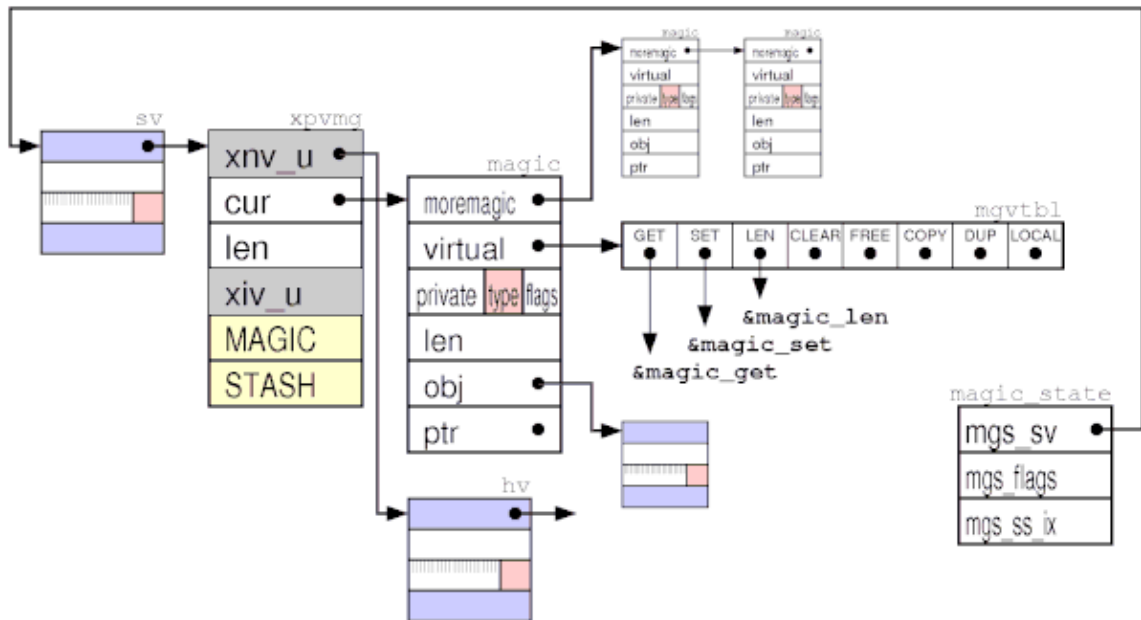 magic
magic
moremagic
moremagic
virtual
virtual
private type flags
private type flags
len
len
obj
obj
ptr
ptr
sv
xpvmg
xnv_u
cur
len
xiv_u
MAGIC
STASH
magic
moremagic
virtual
private type flags
len
obj
ptr
mgvtbl
GET SET LEN CLEAR FREE COPY DUP LOCAL
&magic_len
&magic_set
&magic_get
magic_state
mgs_sv
mgs_flags
mgs_ss_ix
hv